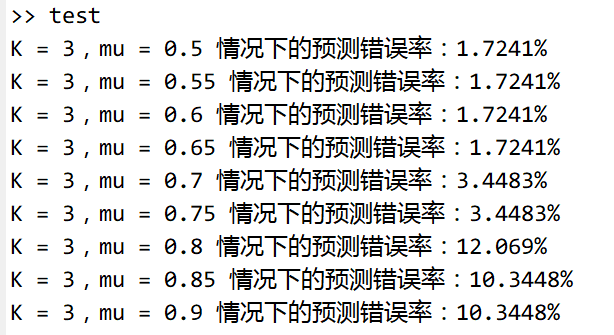 >> test
K = 3，mu = 0.5 情况下的预测错误率：1.7241%
K = 3，mu = 0.55 情况下的预测错误率：1.7241%
K = 3，mu = 0.6 情况下的预测错误率：1.7241%
K = 3，mu = 0.65 情况下的预测错误率：1.7241%
K = 3，mu = 0.7 情况下的预测错误率：3.4483%
K = 3，mu = 0.75 情况下的预测错误率：3.4483%
K = 3，mu = 0.8 情况下的预测错误率：12.069%
K = 3，mu = 0.85 情况下的预测错误率：10.3448%
K = 3，mu = 0.9 情况下的预测错误率：10.3448%